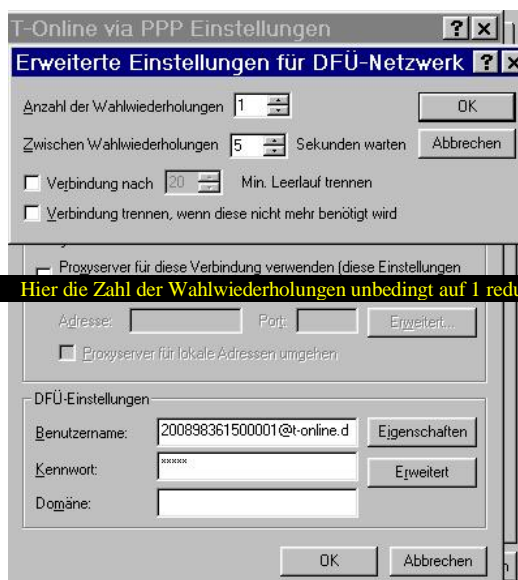 T-Online via PPP Einstellungen
Erweiterte Einstellungen für DFÜ-Netzwerk
Anzahl der Wahlwiederholungen 1 OK
Zwischen Wahlwiederholungen 5 Sekunden warten Abbrechen
Verbindung nach 20 Min. Leerlauf trennen
Verbindung trennen, wenn diese nicht mehr benötigt wird
Proxyserver für diese Verbindung verwenden (diese Einstellungen
Hier die Zahl der Wahlwiederholungen unbedingt auf 1 redu
Adresse: Port: Erweitert...
Proxyserver für lokale Adressen umgehen
DFÜ-Einstellungen
Benutzername: 200898361500001@t-online.d Eigenschaften
Kennwort: ××××× Erweitert
Domäne:
OK Abbrechen